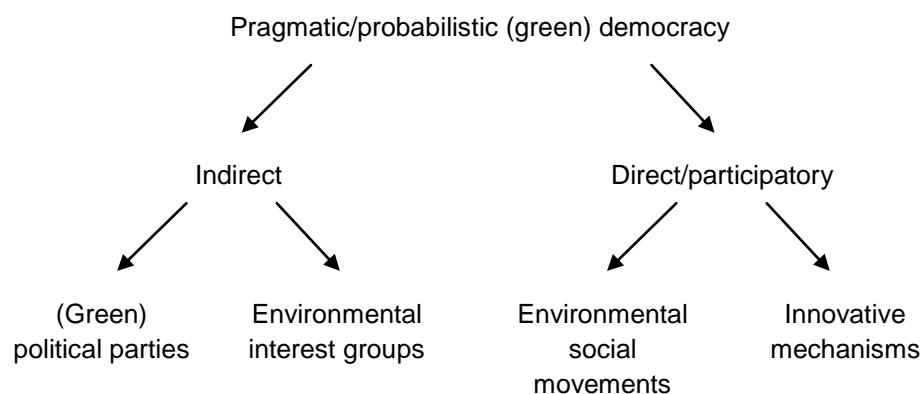 Pragmatic/probabilistic (green) democracy
Indirect
Direct/participatory
(Green)
political parties
Environmental
interest groups
Environmental
social
movements
Innovative
mechanisms